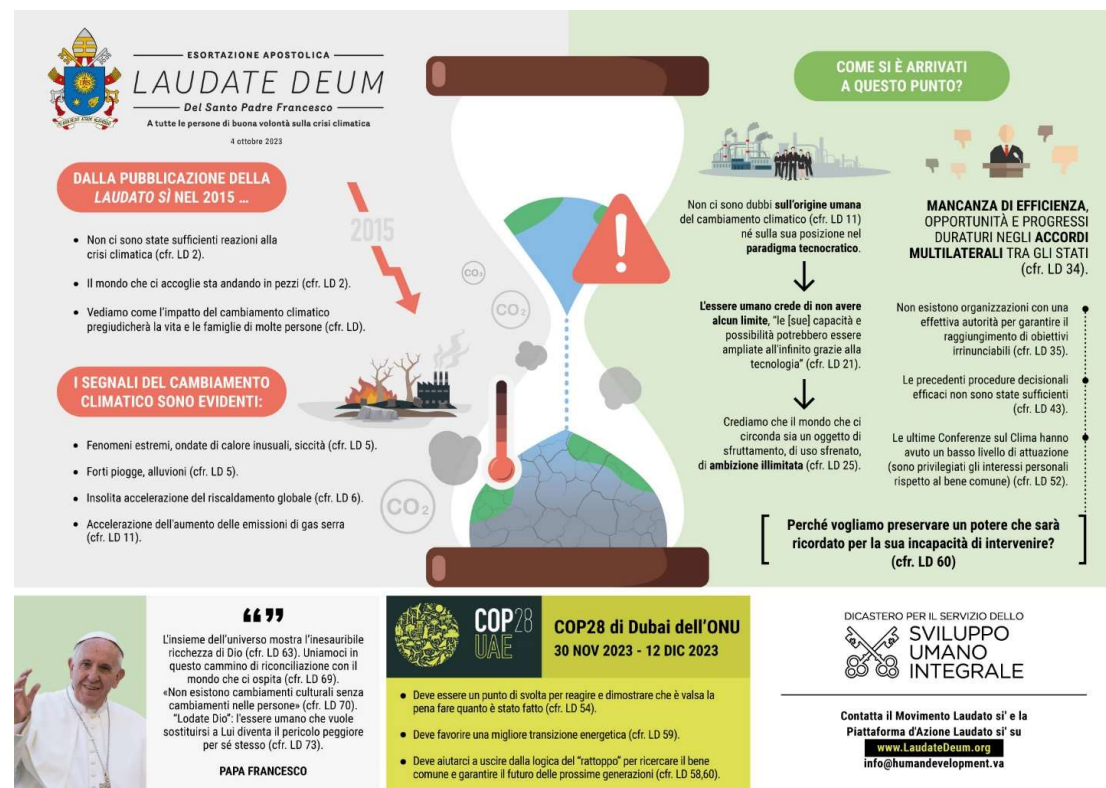 ESORTAZIONE APOSTOLICA
LAUDATE DEUM
Del Santo Padre Francesco
A tutte le persone di buona volontà sulla crisi climatica
4 ottobre 2023
DALLA PUBBLICAZIONE DELLA
LAUDATO SÌ NEL 2015 ...
• Non ci sono state sufficienti reazioni alla
crisi climatica (cfr. LD 2).
• Il mondo che ci accoglie sta andando in pezzi (cfr. LD 2).
• Vediamo come l'impatto del cambiamento climatico
pregiudicherà la vita e le famiglie di molte persone (cfr. LD).
2015
CO2
CO2
I SEGNALI DEL CAMBIAMENTO
CLIMATICO SONO EVIDENTI:
• Fenomeni estremi, ondate di calore inusuali, siccità (cfr. LD 5).
• Forti piogge, alluvioni (cfr. LD 5).
• Insolita accelerazione del riscaldamento globale (cfr. LD 6).
• Accelerazione dell'aumento delle emissioni di gas serra
(cfr. LD 11).
CO2
COME SI È ARRIVATI
A QUESTO PUNTO?
Non ci sono dubbi sull'origine umana
del cambiamento climatico (cfr. LD 11)
né sulla sua posizione nel
paradigma tecnocratico.
L'essere umano crede di non avere
alcun limite, "le [sue] capacità e
possibilità potrebbero essere
ampliate all'infinito grazie alla
tecnologia" (cfr. LD 21).
Crediamo che il mondo che ci
circonda sia un oggetto di
sfruttamento, di uso sfrenato,
di ambizione illimitata (cfr. LD 25).
MANCANZA DI EFFICIENZA,
OPPORTUNITÀ E PROGRESSI
DURATURI NEGLI ACCORDI
MULTILATERALI TRA GLI STATI
(cfr. LD 34).
Non esistono organizzazioni con una
effettiva autorità per garantire il
raggiungimento di obiettivi
irrinunciabili (cfr. LD 35).
Le precedenti procedure decisionali
efficaci non sono state sufficienti
(cfr. LD 43).
Le ultime Conferenze sul Clima hanno
avuto un basso livello di attuazione
(sono privilegiati gli interessi personali
rispetto al bene comune) (cfr. LD 52).
Perché vogliamo preservare un potere che sarà
ricordato per la sua incapacità di intervenire?
(cfr. LD 60)
L'insieme dell'universo mostra l'inesauribile
ricchezza di Dio (cfr. LD 63). Uniamoci in
questo cammino di riconciliazione con il
mondo che ci ospita (cfr. LD 69).
«Non esistono cambiamenti culturali senza
cambiamenti nelle persone» (cfr. LD 70).
"Lodate Dio": l'essere umano che vuole
sostituirsi a Lui diventa il pericolo peggiore
per sé stesso (cfr. LD 73).
PAPA FRANCESCO
COP28
UAE
COP28 di Dubai dell'ONU
30 NOV 2023 - 12 DIC 2023
• Deve essere un punto di svolta per reagire e dimostrare che è valsa la
pena fare quanto è stato fatto (cfr. LD 54).
• Deve favorire una migliore transizione energetica (cfr. LD 59).
• Deve aiutarci a uscire dalla logica del "rattoppo" per ricercare il bene
comune e garantire il futuro delle prossime generazioni (cfr. LD 58,60).
DICASTERO PER IL SERVIZIO DELLO
SVILUPPO
UMANO
INTEGRALE
Contatta il Movimento Laudato si' e la
Piattaforma d'Azione Laudato si' su
www.LaudateDeum.org
info@humandevelopment.va